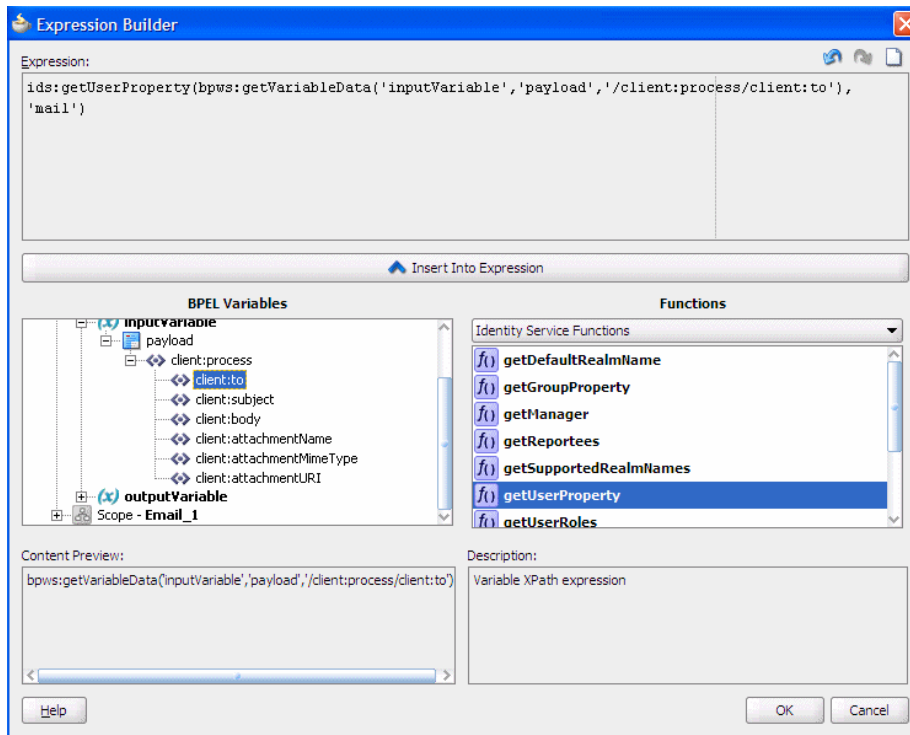 Expression Builder
Expression:
ids:getUserProperty(bpws:getVariableData('inputVariable','payload','/client:process/client:to'),
'mail')
Insert Into Expression
BPEL Variables
Functions
(x) inputVariable
payload
client:process
client:to
client:subject
client:body
client:attachmentName
client:attachmentMimeType
client:attachmentURI
(x) outputVariable
Scope - Email_1
Identity Service Functions
f() getDefaultRealmName
f() getGroupProperty
f() getManager
f() getReportees
f() getSupportedRealmNames
f() getUserProperty
f() getUserRoles
Content Preview:
bpws:getVariableData('inputVariable','payload','/client:process/client:to')
Description:
Variable XPath expression
Help
OK
Cancel